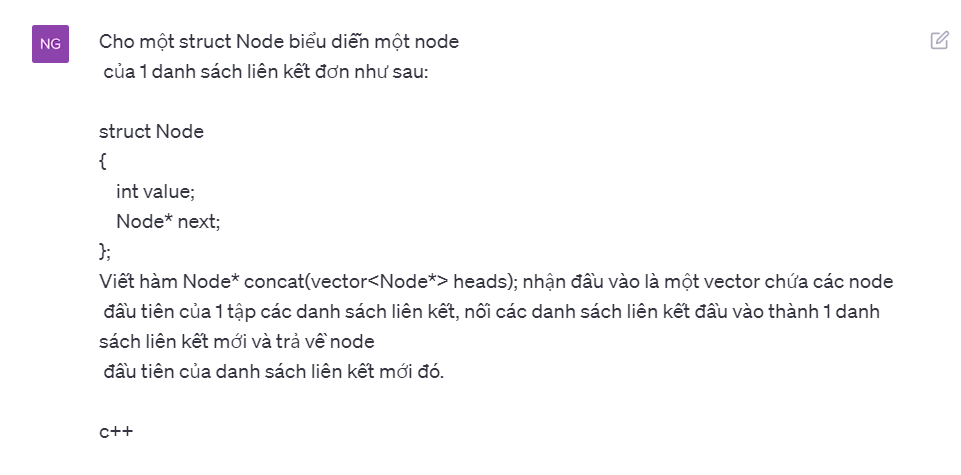 NG
Cho một struct Node biểu diễn một node
của 1 danh sách liên kết đơn như sau:
struct Node
{
int value;
Node* next;
};
Viết hàm Node* concat(vector<Node*> heads); nhận đầu vào là một vector chứa các node
đầu tiên của 1 tập các danh sách liên kết, nối các danh sách liên kết đầu vào thành 1 danh
sách liên kết mới và trả về node
đầu tiên của danh sách liên kết mới đó.
c++